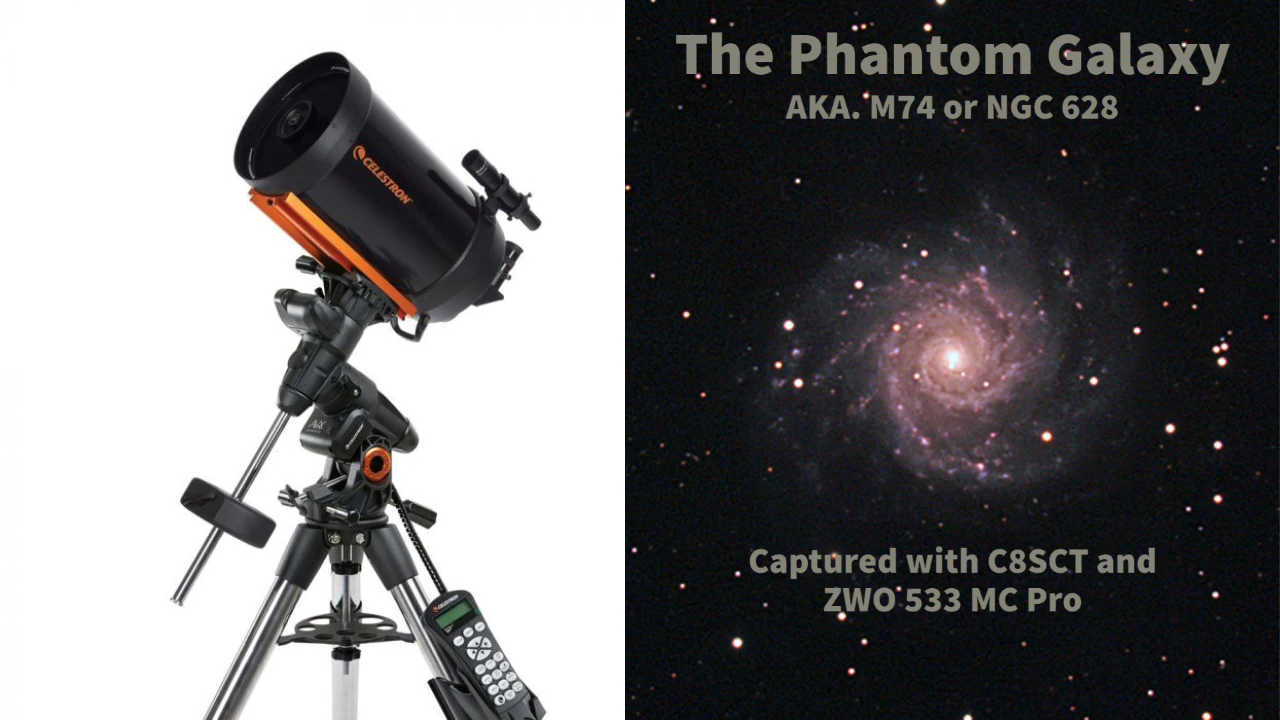 CELESTRON
The Phantom Galaxy
AKA. M74 or NGC 628
Captured with C8SCT and
ZWO 533 MC Pro